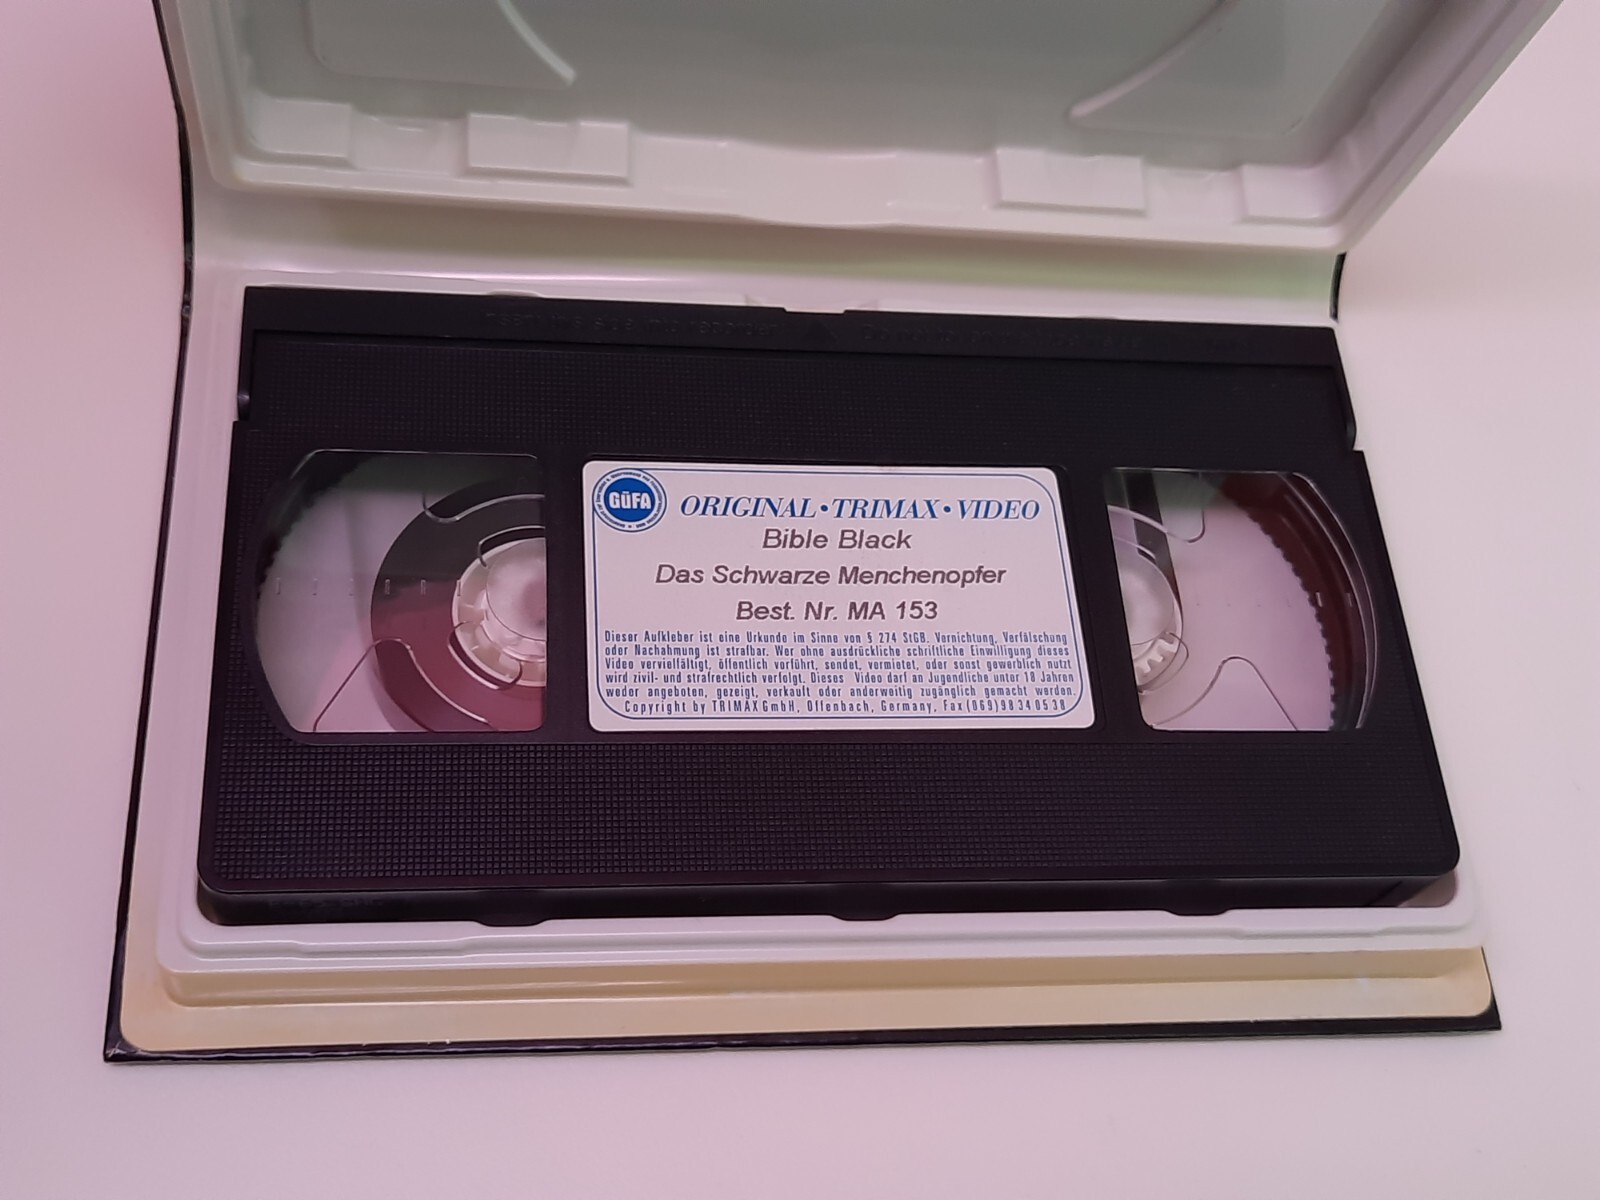 GÜFA
ORIGINAL • TRIMAX • VIDEO
Bible Black
Das Schwarze Menchenopfer
Best. Nr. MA 153
Dieser Aufkleber ist eine Urkunde im Sinne von § 274 StGB. Vernichtung, Verfälschung
oder Nachahmung ist strafbar. Wer ohne ausdrückliche schriftliche Einwilligung dieses
Video vervielfältigt, öffentlich vorführt, sendet, vermietet, oder sonst gewerblich nutzt
wird zivil- und strafrechtlich verfolgt. Dieses Video darf an Jugendliche unter 18 Jahren
weder angeboten, gezeigt, verkauft oder anderweitig zugänglich gemacht werden.
Copyright by TRIMAX GmbH, Offenbach, Germany, Fax (069) 98 34 05 38